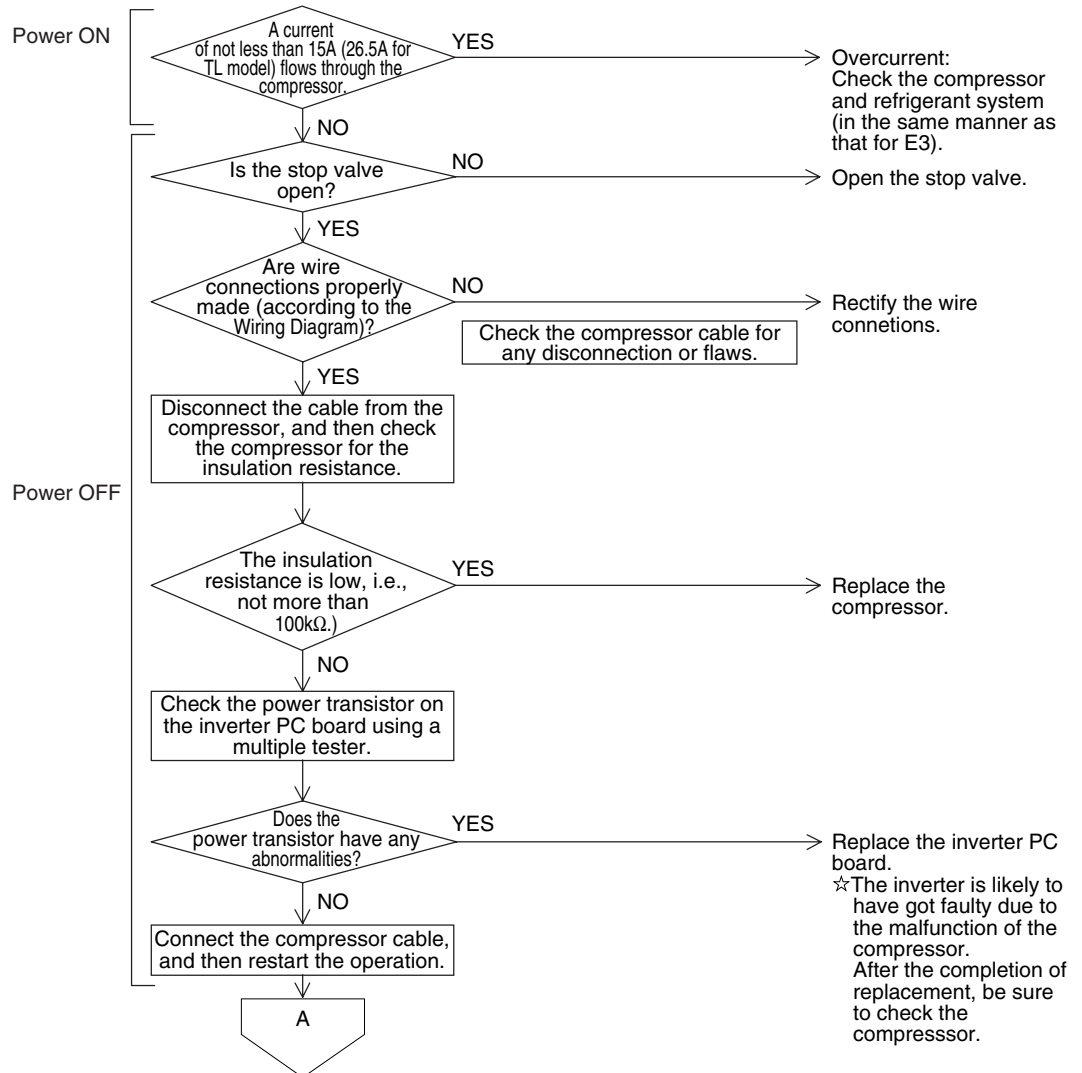 Power ON
A current
of not less than 15A (26.5A for
TL model) flows through the
compressor.
YES
Overcurrent:
Check the compressor
and refrigerant system
(in the same manner as
that for E3).
NO
Is the stop valve
open?
NO
Open the stop valve.
YES
Are wire
connections properly
made (according to the
Wiring Diagram)?
NO
Rectify the wire
connetions.
Check the compressor cable for
any disconnection or flaws.
YES
Disconnect the cable from the
compressor, and then check
the compressor for the
insulation resistance.
Power OFF
The insulation
resistance is low, i.e.,
not more than
100kΩ.)
YES
Replace the
compressor.
NO
Check the power transistor on
the inverter PC board using a
multiple tester.
Does the
power transistor have any
abnormalities?
YES
Replace the inverter PC
board.
☆The inverter is likely to
have got faulty due to
the malfunction of the
compressor.
After the completion of
replacement, be sure
to check the
compresssor.
NO
Connect the compressor cable,
and then restart the operation.
A